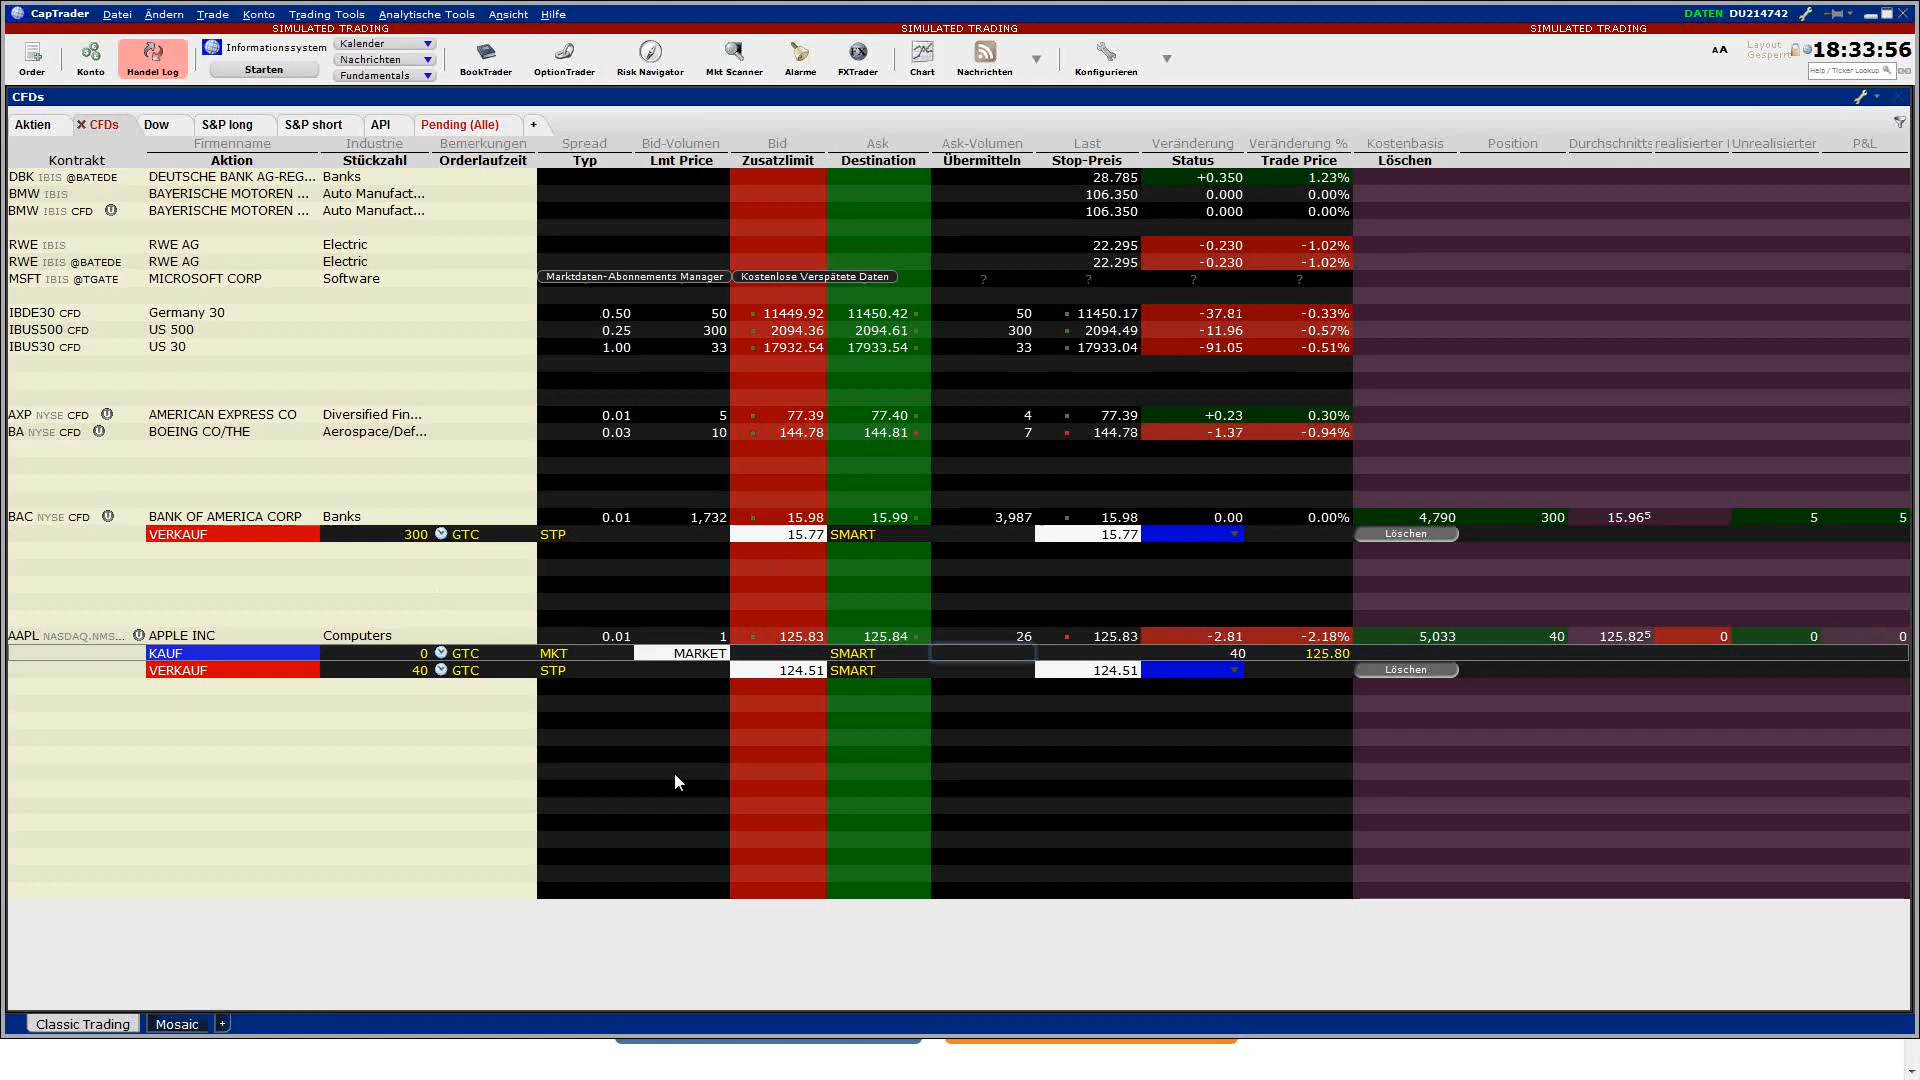 CapTrader Datei Ändern Trade Konto Trading Tools Analytische Tools Ansicht Hilfe DATEN DU214742
SIMULATED TRADING SIMULATED TRADING SIMULATED TRADING
Order Konto Handel Log Informationssystem Starten Kalender Nachrichten Fundamentals BookTrader OptionTrader Risk Navigator Mkt Scanner Alarme FXTrader Chart Nachrichten Konfigurieren AA Layout Gesperrt 18:33:56
Help / Ticker Lookup
CFDs
Aktien CFDs Dow S&P long S&P short API Pending (Alle) +
Firmenname Industrie Bemerkungen Spread Bid-Volumen Bid Ask Ask-Volumen Last Veränderung Veränderung % Kostenbasis Position Durchschnitts realisierter Unrealisierter P&L
Kontrakt Aktion Stückzahl Orderlaufzeit Typ Lmt Price Zusatzlimit Destination Übermitteln Stop-Preis Status Trade Price Löschen
DBK IBIS @BATEDE DEUTSCHE BANK AG-REG... Banks 28.785 +0.350 1.23%
BMW IBIS BAYERISCHE MOTOREN ... Auto Manufact... 106.350 0.000 0.00%
BMW IBIS CFD BAYERISCHE MOTOREN ... Auto Manufact... 106.350 0.000 0.00%
RWE IBIS RWE AG Electric 22.295 -0.230 -1.02%
RWE IBIS @BATEDE RWE AG Electric 22.295 -0.230 -1.02%
MSFT IBIS @TGATE MICROSOFT CORP Software Marktdaten-Abonnements Manager Kostenlose Verspätete Daten ? ? ? ?
IBDE30 CFD Germany 30 0.50 50 11449.92 11450.42 50 11450.17 -37.81 -0.33%
IBUS500 CFD US 500 0.25 300 2094.36 2094.61 300 2094.49 -11.96 -0.57%
IBUS30 CFD US 30 1.00 33 17932.54 17933.54 33 17933.04 -91.05 -0.51%
AXP NYSE CFD AMERICAN EXPRESS CO Diversified Fin... 0.01 5 77.39 77.40 4 77.39 +0.23 0.30%
BA NYSE CFD BOEING CO/THE Aerospace/Def... 0.03 10 144.78 144.81 7 144.78 -1.37 -0.94%
BAC NYSE CFD BANK OF AMERICA CORP Banks 0.01 1,732 15.98 15.99 3,987 15.98 0.00 0.00% 4,790 300 15.965 5 5
VERKAUF 300 GTC STP 15.77 SMART 15.77 Löschen
AAPL NASDAQ.NMS... APPLE INC Computers 0.01 1 125.83 125.84 26 125.83 -2.81 -2.18% 5,033 40 125.825 0 0 0
KAUF 0 GTC MKT MARKET SMART 40 125.80
VERKAUF 40 GTC STP 124.51 SMART 124.51 Löschen
Classic Trading Mosaic +